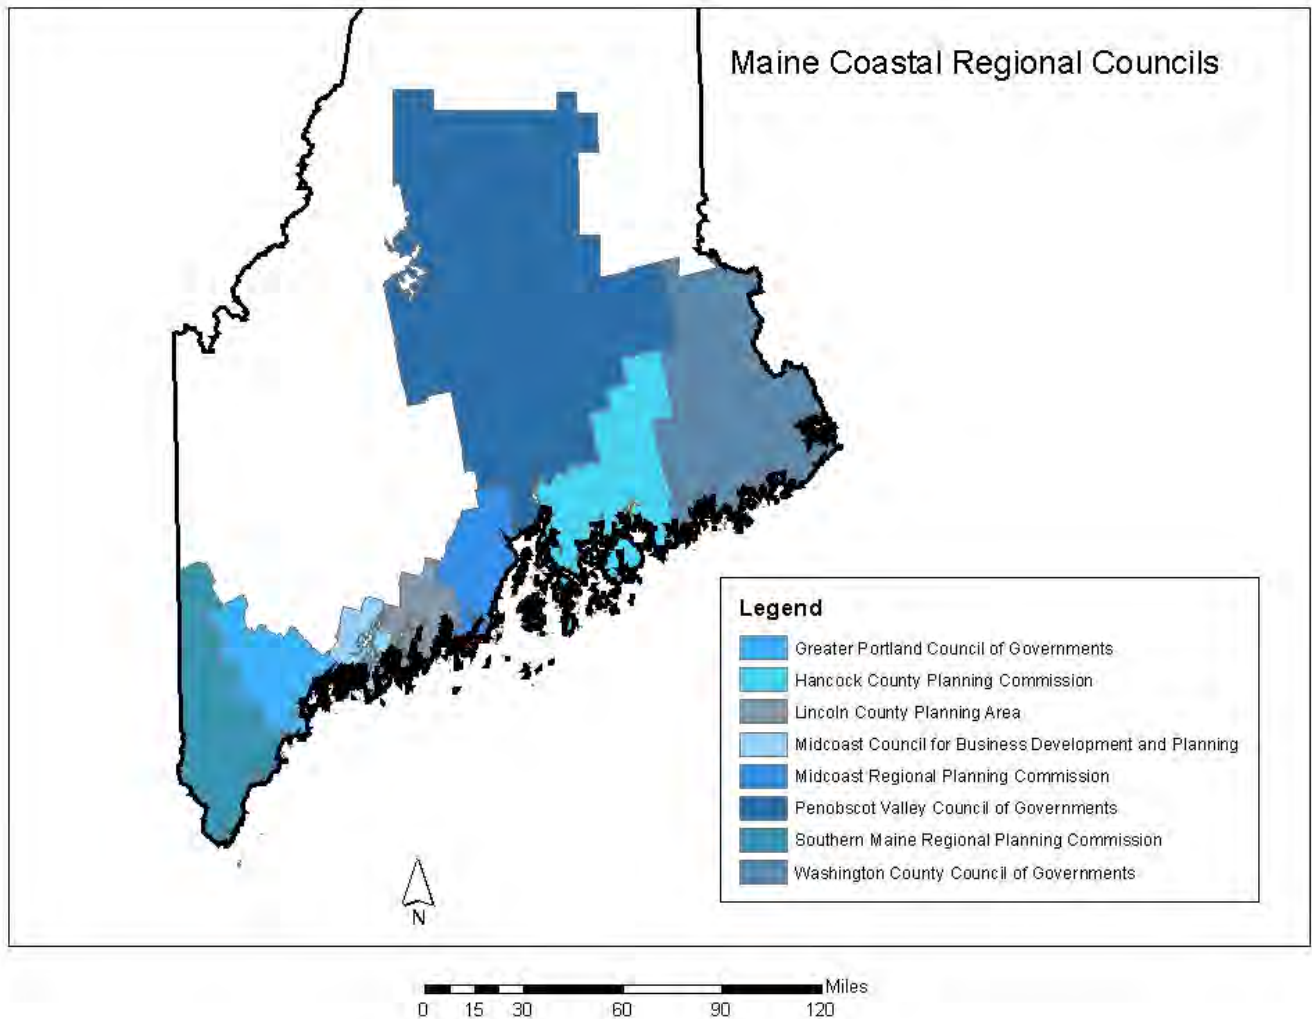 Maine Coastal Regional Councils
Legend
Greater Portland Council of Governments
Hancock County Planning Commission
Lincoln County Planning Area
Midcoast Council for Business Development and Planning
Midcoast Regional Planning Commission
Penobscot Valley Council of Governments
Southern Maine Regional Planning Commission
Washington County Council of Governments
N
Miles
0 15 30 60 90 120